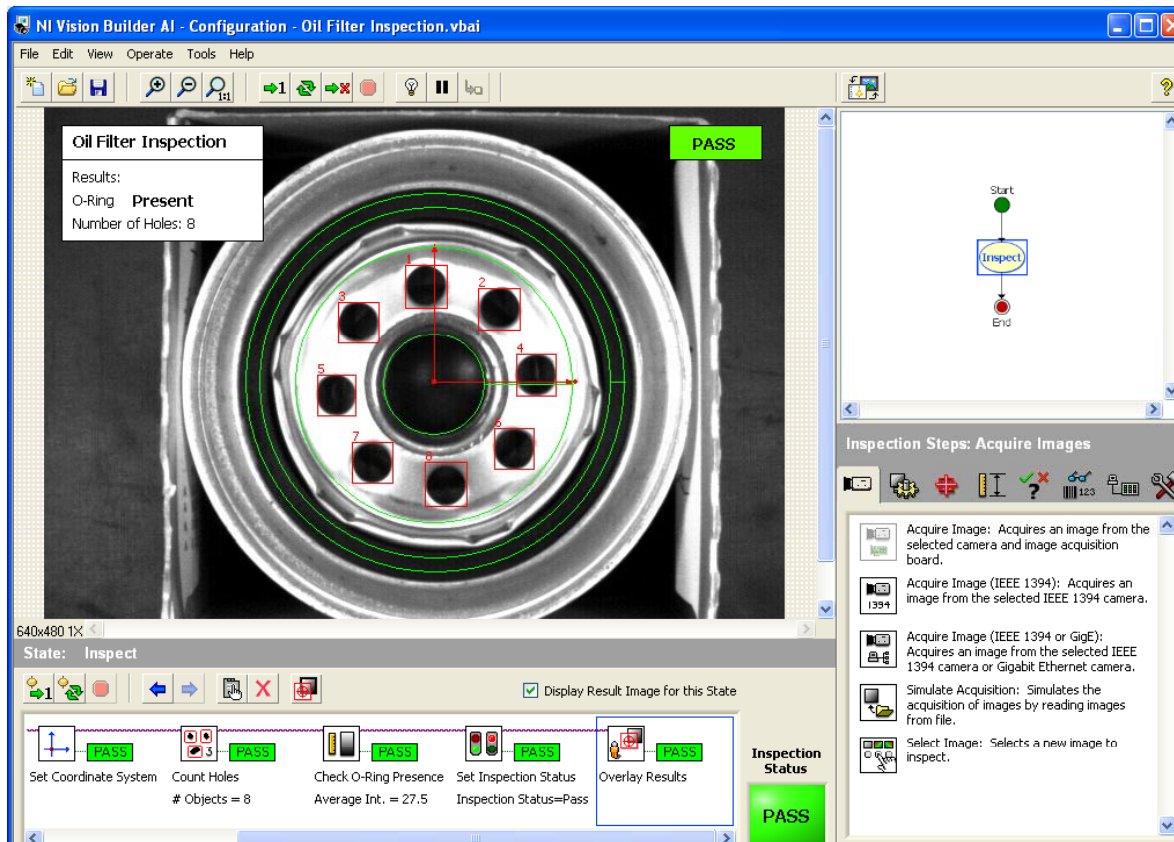 NI Vision Builder AI - Configuration - Oil Filter Inspection.vbai
File Edit View Operate Tools Help
1:1
1
?
Oil Filter Inspection
Results:
O-Ring Present
Number of Holes: 8
PASS
1
2
3
4
5
6
7
8
640x480 1X
Start
Inspect
End
Inspection Steps: Acquire Images
?
123
Acquire Image: Acquires an image from the
selected camera and image acquisition
board.
1394
Acquire Image (IEEE 1394): Acquires an
image from the selected IEEE 1394 camera.
Acquire Image (IEEE 1394 or GigE):
Acquires an image from the selected IEEE
1394 camera or Gigabit Ethernet camera.
Simulate Acquisition: Simulates the
acquisition of images by reading images
from file.
Select Image: Selects a new image to
inspect.
State: Inspect
1
Display Result Image for this State
PASS
Set Coordinate System
3
PASS
Count Holes
# Objects = 8
PASS
Check O-Ring Presence
Average Int. = 27.5
PASS
Set Inspection Status
Inspection Status=Pass
PASS
Overlay Results
Inspection
Status
PASS